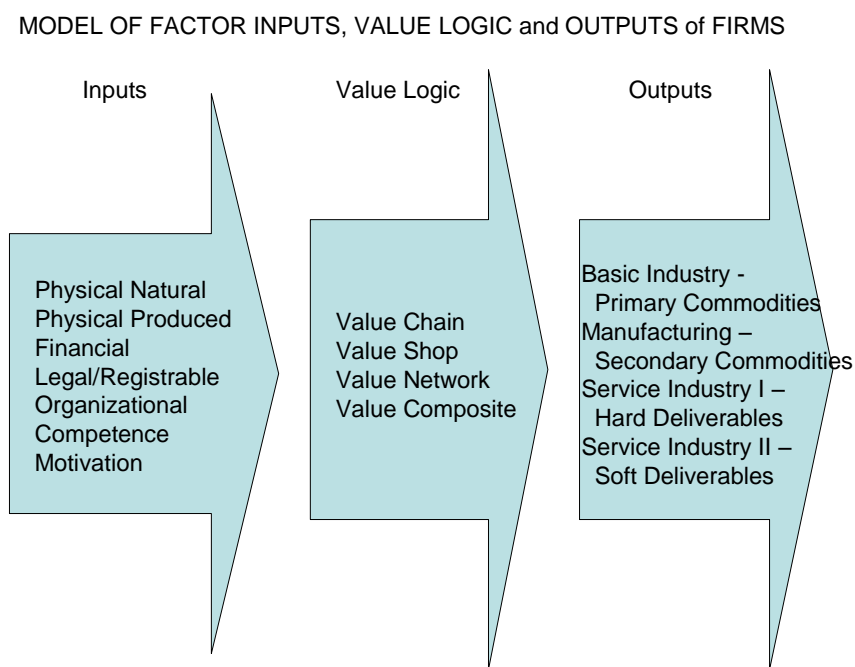 MODEL OF FACTOR INPUTS, VALUE LOGIC and OUTPUTS of FIRMS
Inputs
Physical Natural
Physical Produced
Financial
Legal/Registrable
Organizational
Competence
Motivation
Value Logic
Value Chain
Value Shop
Value Network
Value Composite
Outputs
Basic Industry -
Primary Commodities
Manufacturing –
Secondary Commodities
Service Industry I –
Hard Deliverables
Service Industry II –
Soft Deliverables